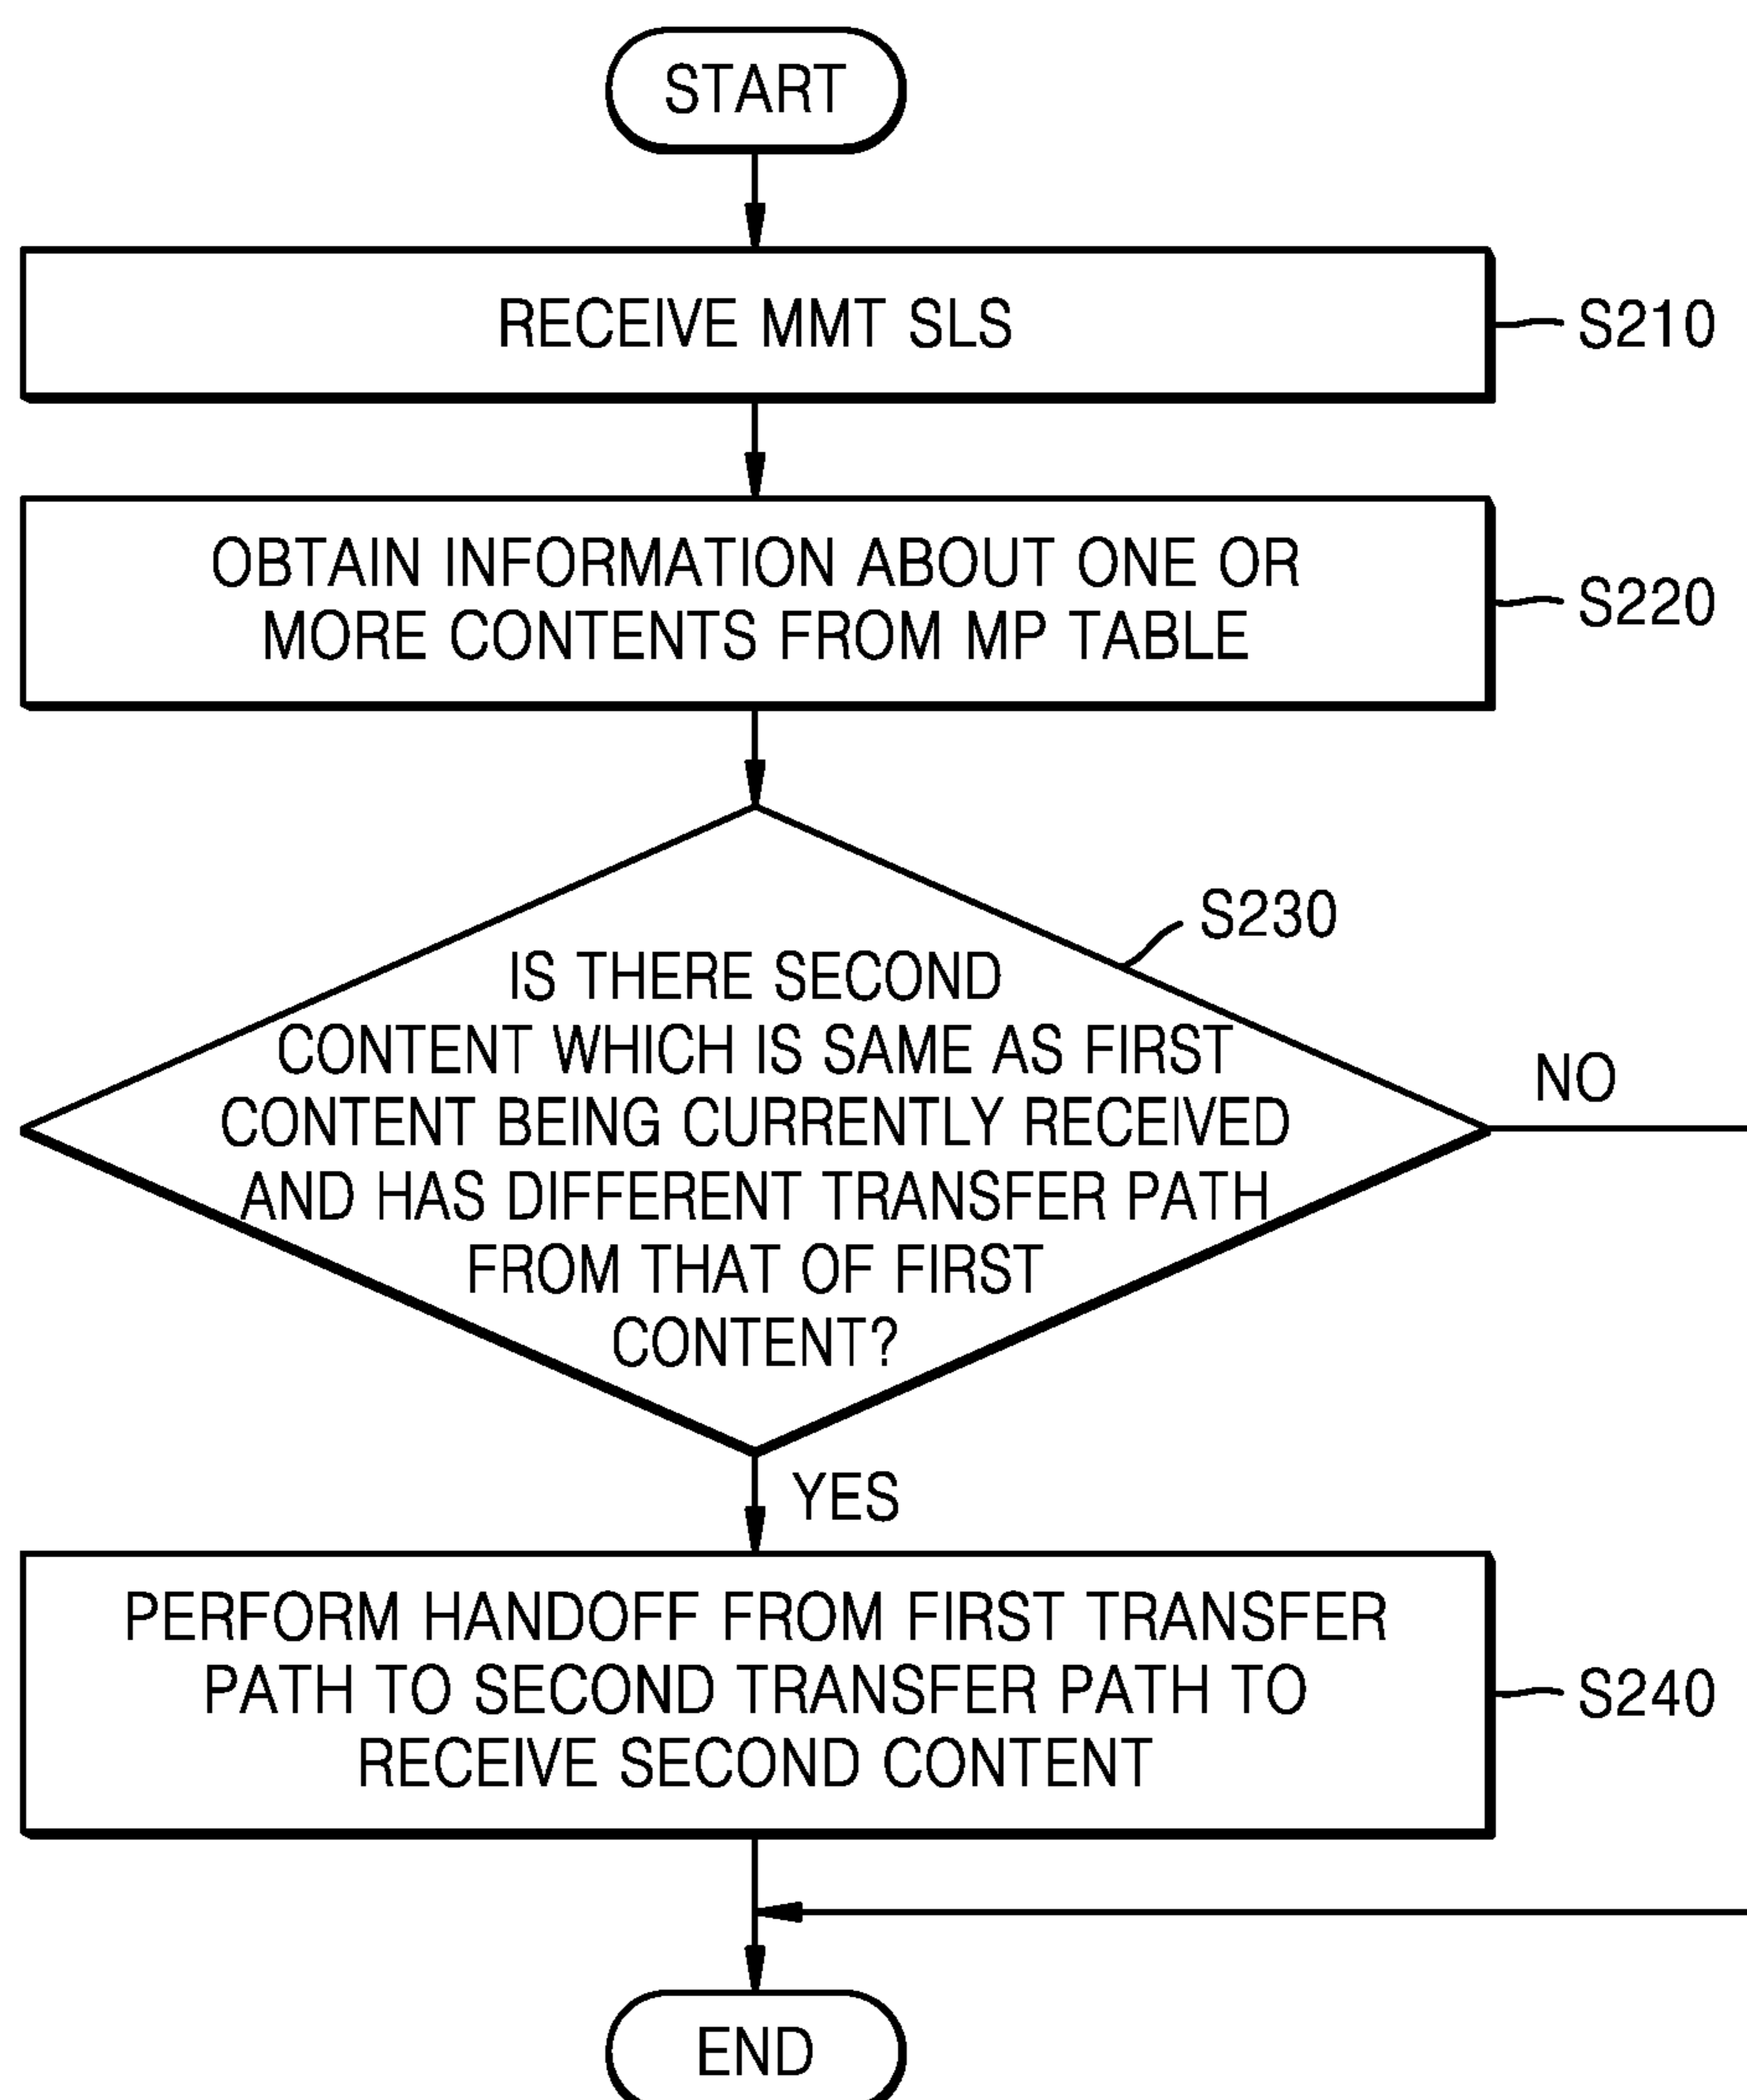 START
RECEIVE MMT SLS
S210
OBTAIN INFORMATION ABOUT ONE OR
MORE CONTENTS FROM MP TABLE
S220
S230
IS THERE SECOND
CONTENT WHICH IS SAME AS FIRST
CONTENT BEING CURRENTLY RECEIVED
AND HAS DIFFERENT TRANSFER PATH
FROM THAT OF FIRST
CONTENT?
NO
YES
PERFORM HANDOFF FROM FIRST TRANSFER
PATH TO SECOND TRANSFER PATH TO
RECEIVE SECOND CONTENT
S240
END